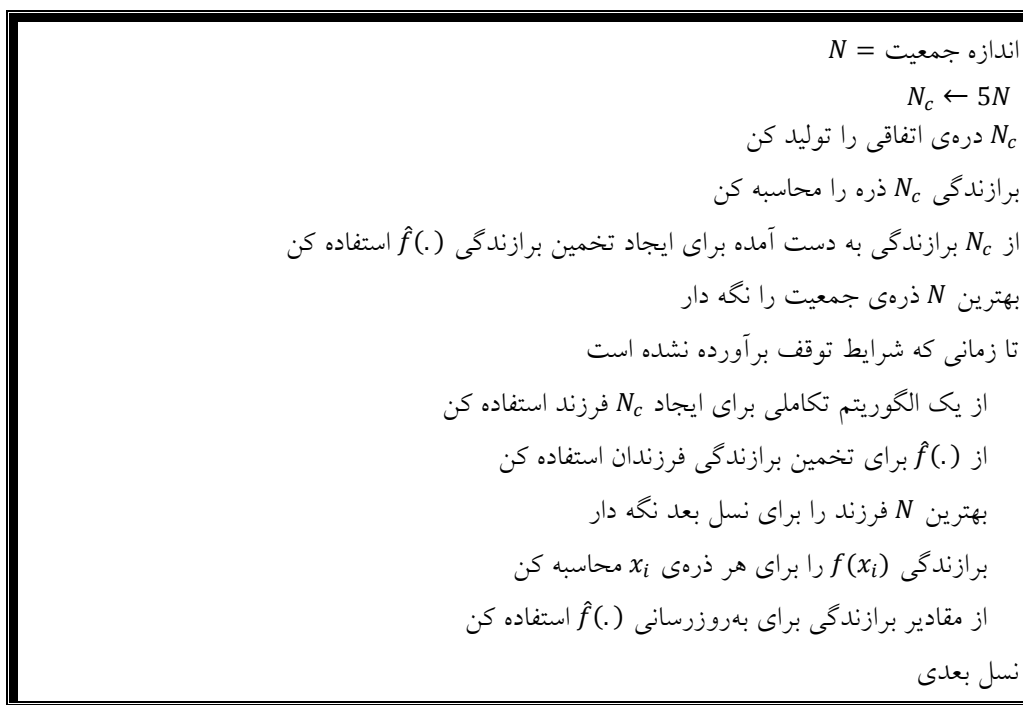 اندازه جمعیت = N
N_c ← 5N
N_c دره‌ی اتفاقی را تولید کن
برازندگی N_c ذره را محاسبه کن
از N_c برازندگی به دست آمده برای ایجاد تخمین برازندگی f̂(.) استفاده کن
بهترین N ذره‌ی جمعیت را نگه دار
تا زمانی که شرایط توقف برآورده نشده است
از یک الگوریتم تکاملی برای ایجاد N_c فرزند استفاده کن
از f̂(.) برای تخمین برازندگی فرزندان استفاده کن
بهترین N فرزند را برای نسل بعد نگه دار
برازندگی f(x_i) را برای هر ذره‌ی x_i محاسبه کن
از مقادیر برازندگی برای به‌روزرسانی f̂(.) استفاده کن
نسل بعدی